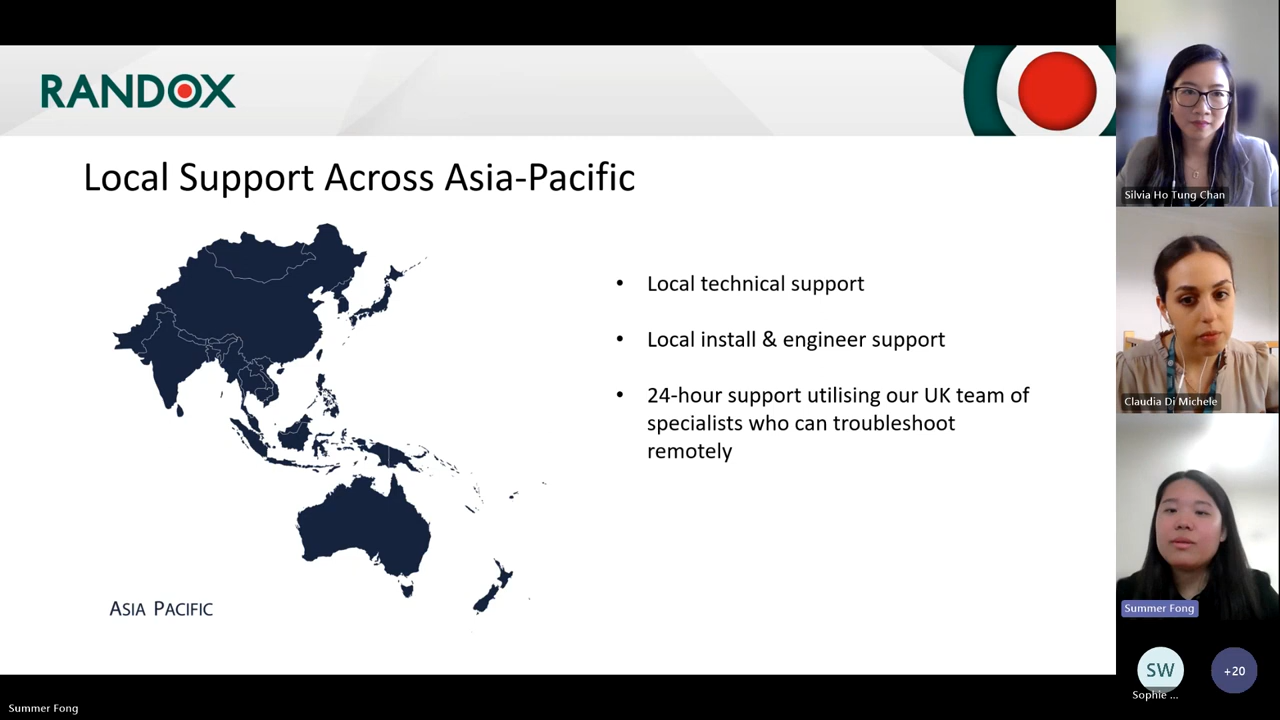 RANDOX
Local Support Across Asia-Pacific
• Local technical support
• Local install & engineer support
• 24-hour support utilising our UK team of
specialists who can troubleshoot
remotely
ASIA PACIFIC
Silvia Ho Tung Chan
Claudia Di Michele
Summer Fong
SW
Sophie ...
+20
Summer Fong